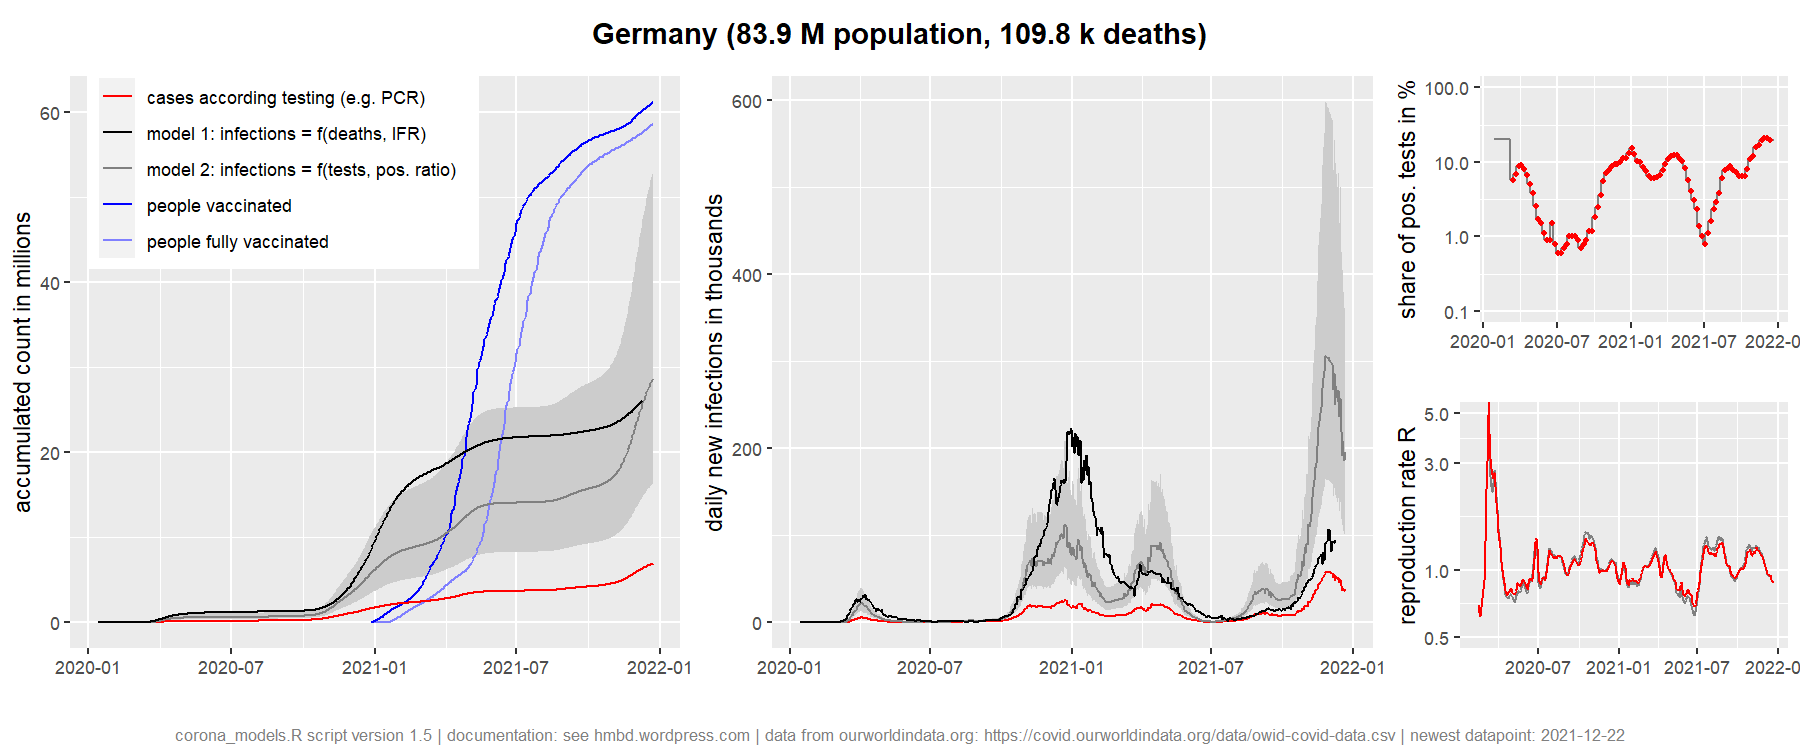 Germany (83.9 M population, 109.8 k deaths)
accumulated count in millions
60
40
20
0
cases according testing (e.g. PCR)
model 1: infections = f(deaths, IFR)
model 2: infections = f(tests, pos. ratio)
people vaccinated
people fully vaccinated
2020-01 2020-07 2021-01 2021-07 2022-01
daily new infections in thousands
600
400
200
0
2020-01 2020-07 2021-01 2021-07 2022-01
share of pos. tests in %
100.0
10.0
1.0
0.1
2020-01 2020-07 2021-01 2021-07 2022-0
reproduction rate R
5.0
3.0
1.0
0.5
2020-07 2021-01 2021-07 2022-0
corona_models.R script version 1.5 | documentation: see hmbd.wordpress.com | data from ourworldindata.org: https://covid.ourworldindata.org/data/owid-covid-data.csv | newest datapoint: 2021-12-22